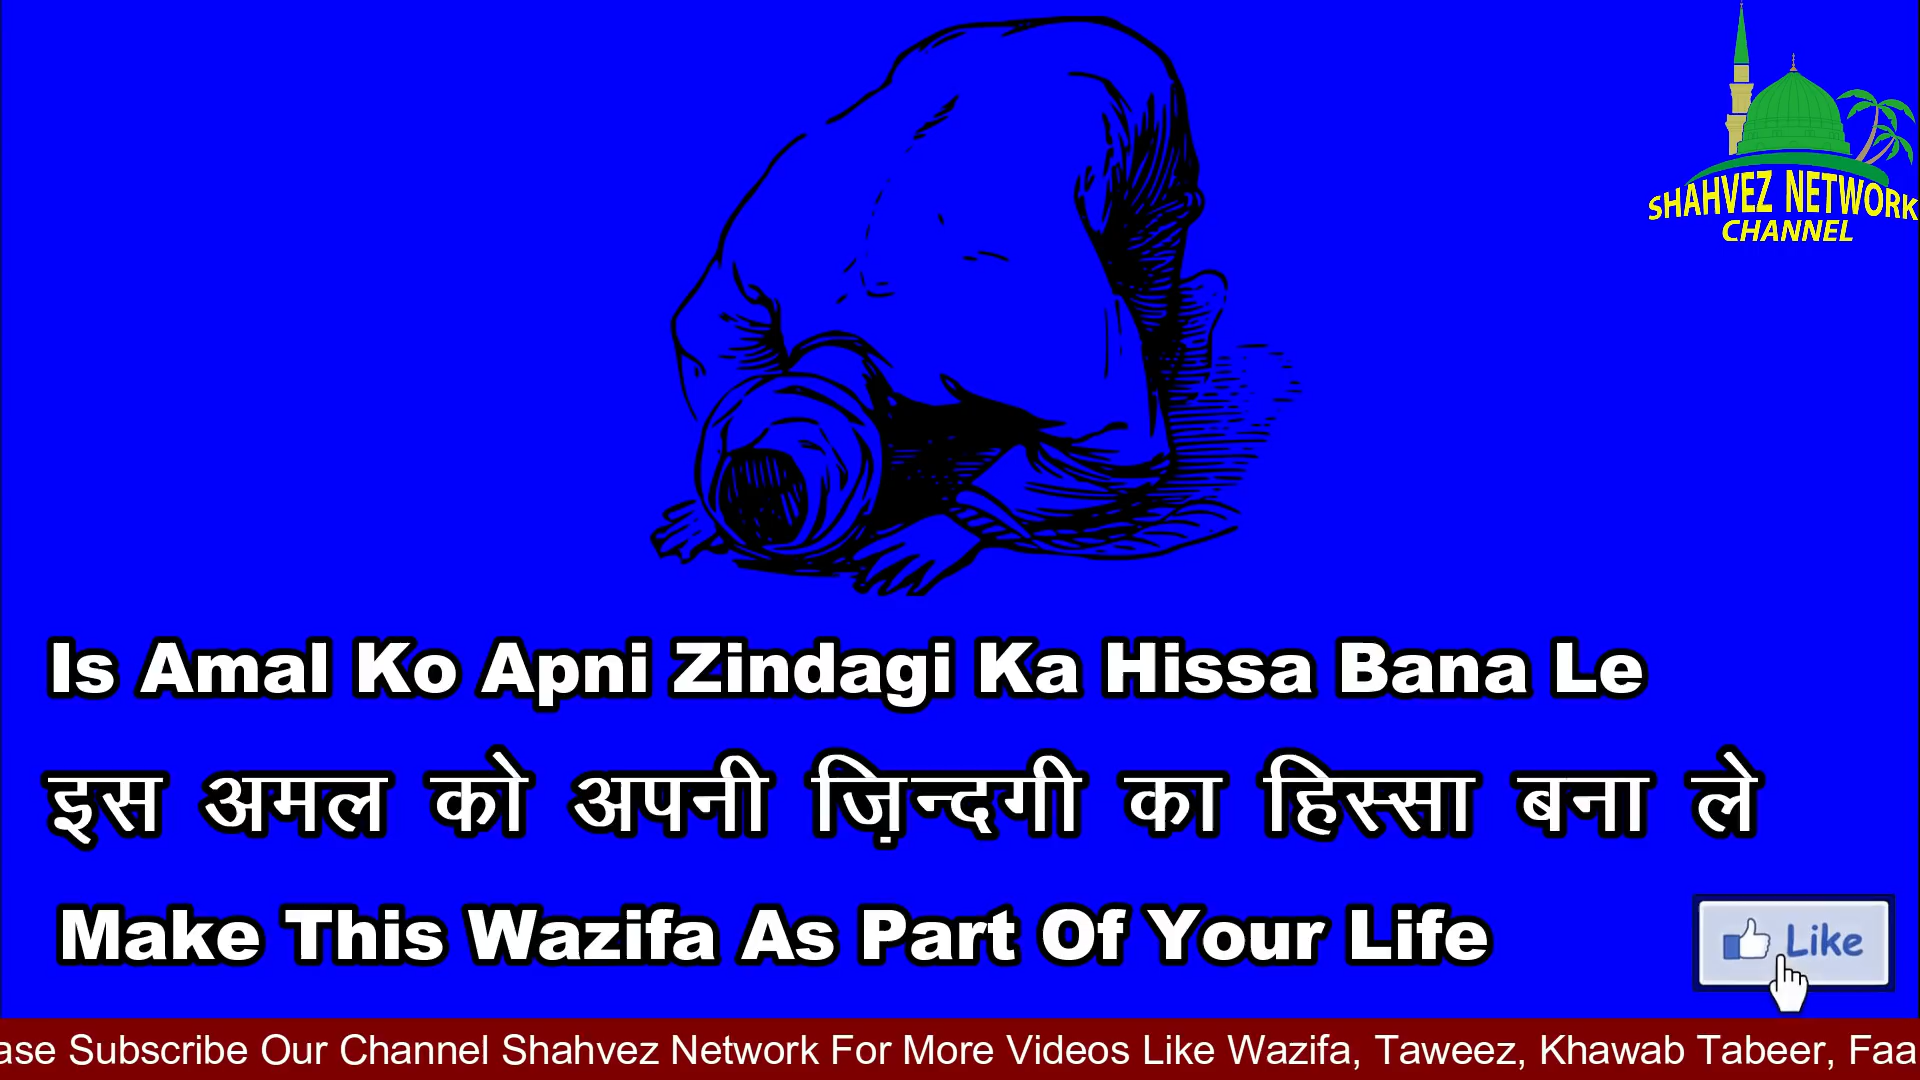 SHAHVEZ NETWORK
CHANNEL
Is Amal Ko Apni Zindagi Ka Hissa Bana Le
इस अमल को अपनी ज़िन्दगी का हिस्सा बना ले
Make This Wazifa As Part Of Your Life
Like
ase Subscribe Our Channel Shahvez Network For More Videos Like Wazifa, Taweez, Khawab Tabeer, Faa